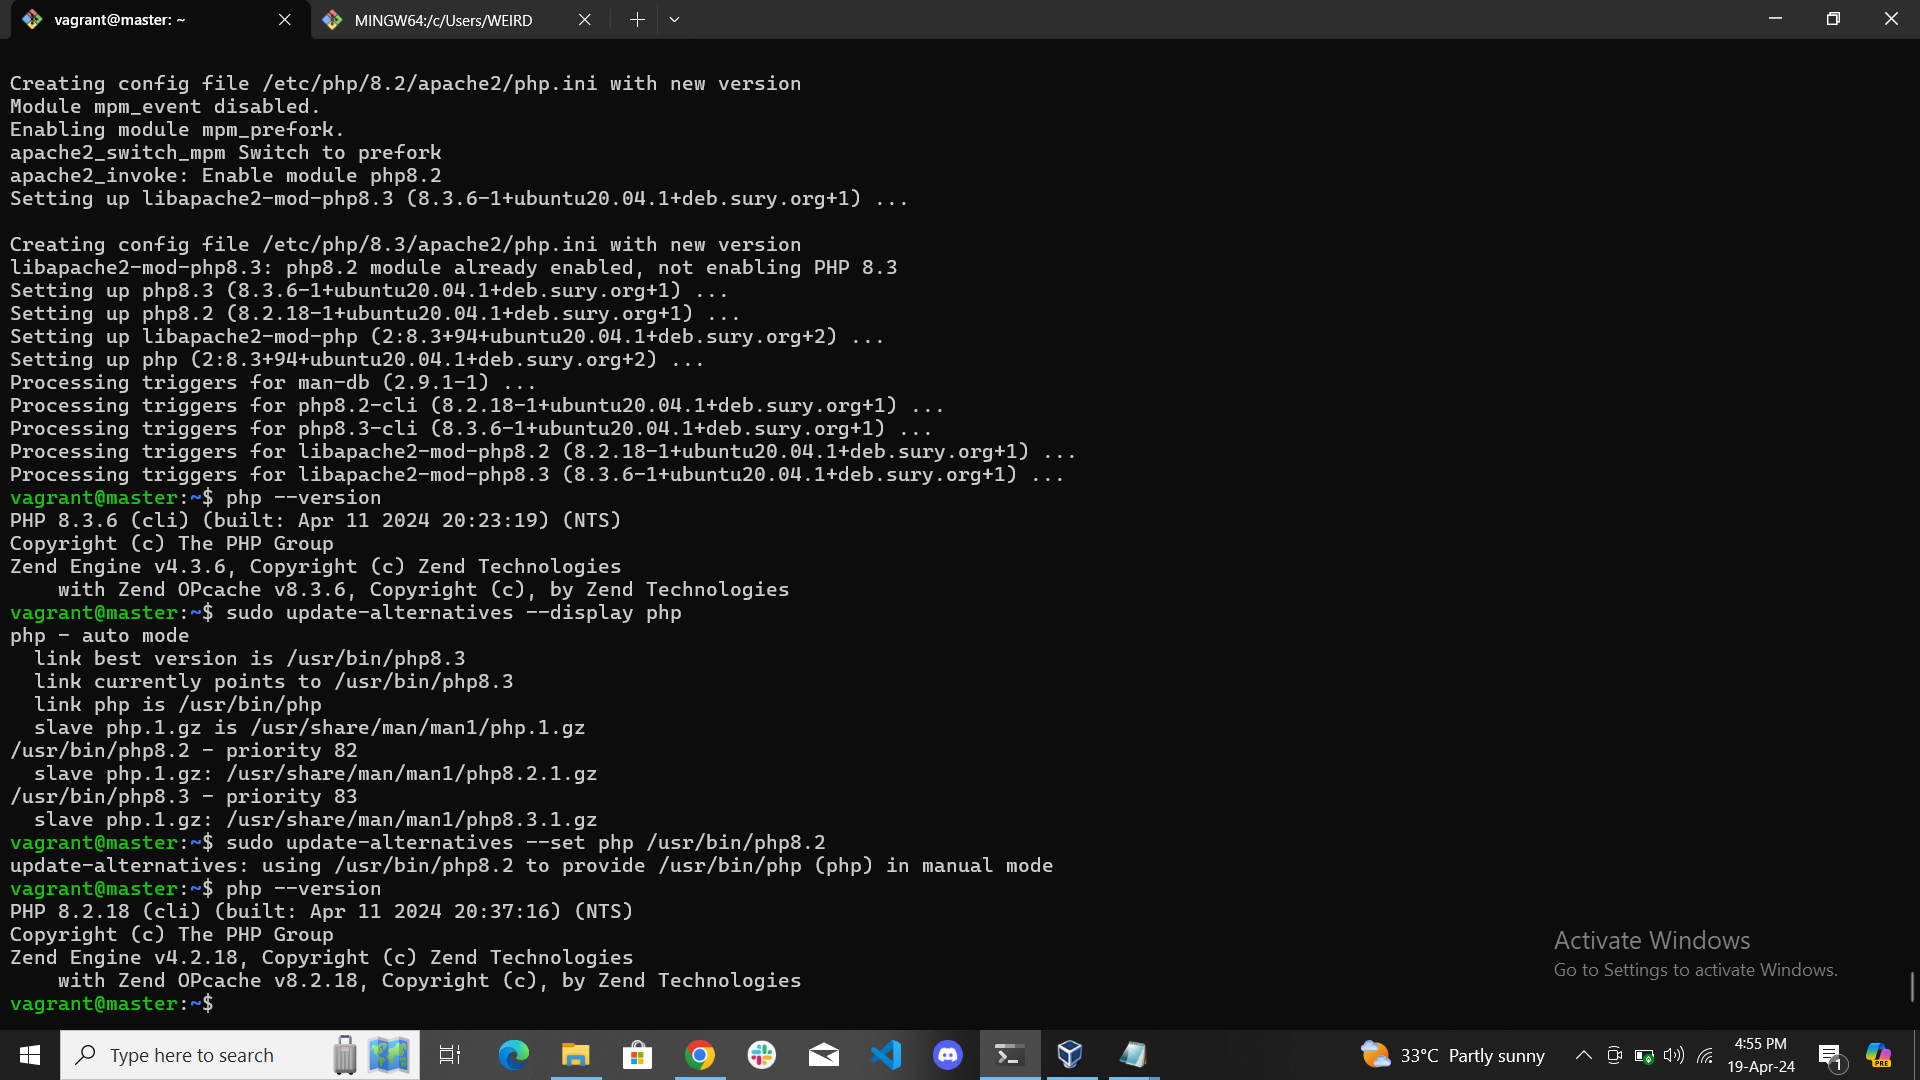 vagrant@master: ~
MINGW64:/c/Users/WEIRD
Creating config file /etc/php/8.2/apache2/php.ini with new version
Module mpm_event disabled.
Enabling module mpm_prefork.
apache2_switch_mpm Switch to prefork
apache2_invoke: Enable module php8.2
Setting up libapache2-mod-php8.3 (8.3.6-1+ubuntu20.04.1+deb.sury.org+1) ...
Creating config file /etc/php/8.3/apache2/php.ini with new version
libapache2-mod-php8.3: php8.2 module already enabled, not enabling PHP 8.3
Setting up php8.3 (8.3.6-1+ubuntu20.04.1+deb.sury.org+1) ...
Setting up php8.2 (8.2.18-1+ubuntu20.04.1+deb.sury.org+1) ...
Setting up libapache2-mod-php (2:8.3+94+ubuntu20.04.1+deb.sury.org+2) ...
Setting up php (2:8.3+94+ubuntu20.04.1+deb.sury.org+2) ...
Processing triggers for man-db (2.9.1-1) ...
Processing triggers for php8.2-cli (8.2.18-1+ubuntu20.04.1+deb.sury.org+1) ...
Processing triggers for php8.3-cli (8.3.6-1+ubuntu20.04.1+deb.sury.org+1) ...
Processing triggers for libapache2-mod-php8.2 (8.2.18-1+ubuntu20.04.1+deb.sury.org+1) ...
Processing triggers for libapache2-mod-php8.3 (8.3.6-1+ubuntu20.04.1+deb.sury.org+1) ...
vagrant@master:~$ php --version
PHP 8.3.6 (cli) (built: Apr 11 2024 20:23:19) (NTS)
Copyright (c) The PHP Group
Zend Engine v4.3.6, Copyright (c) Zend Technologies
    with Zend OPcache v8.3.6, Copyright (c), by Zend Technologies
vagrant@master:~$ sudo update-alternatives --display php
php - auto mode
  link best version is /usr/bin/php8.3
  link currently points to /usr/bin/php8.3
  link php is /usr/bin/php
  slave php.1.gz is /usr/share/man/man1/php.1.gz
/usr/bin/php8.2 - priority 82
  slave php.1.gz: /usr/share/man/man1/php8.2.1.gz
/usr/bin/php8.3 - priority 83
  slave php.1.gz: /usr/share/man/man1/php8.3.1.gz
vagrant@master:~$ sudo update-alternatives --set php /usr/bin/php8.2
update-alternatives: using /usr/bin/php8.2 to provide /usr/bin/php (php) in manual mode
vagrant@master:~$ php --version
PHP 8.2.18 (cli) (built: Apr 11 2024 20:37:16) (NTS)
Copyright (c) The PHP Group
Zend Engine v4.2.18, Copyright (c) Zend Technologies
    with Zend OPcache v8.2.18, Copyright (c), by Zend Technologies
vagrant@master:~$
Activate Windows
Go to Settings to activate Windows.
Type here to search
33°C Partly sunny
4:55 PM
19-Apr-24
1
PRE